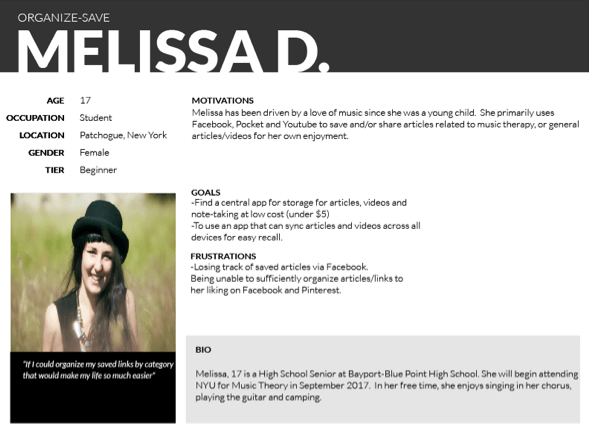 ORGANIZE-SAVE
MELISSA D.
AGE 17
OCCUPATION Student
LOCATION Patchogue, New York
GENDER Female
TIER Beginner
MOTIVATIONS
Melissa has been driven by a love of music since she was a young child. She primarily uses
Facebook, Pocket and Youtube to save and/or share articles related to music therapy, or general
articles/videos for her own enjoyment.
GOALS
-Find a central app for storage for articles, videos and
note-taking at low cost (under $5)
-To use an app that can sync articles and videos across all
devices for easy recall.
FRUSTRATIONS
-Losing track of saved articles via Facebook.
Being unable to sufficiently organize articles/links to
her liking on Facebook and Pinterest.
"If I could organize my saved links by category
that would make my life so much easier"
BIO
Melissa, 17 is a High School Senior at Bayport-Blue Point High School. She will begin attending
NYU for Music Theory in September 2017. In her free time, she enjoys singing in her chorus,
playing the guitar and camping.